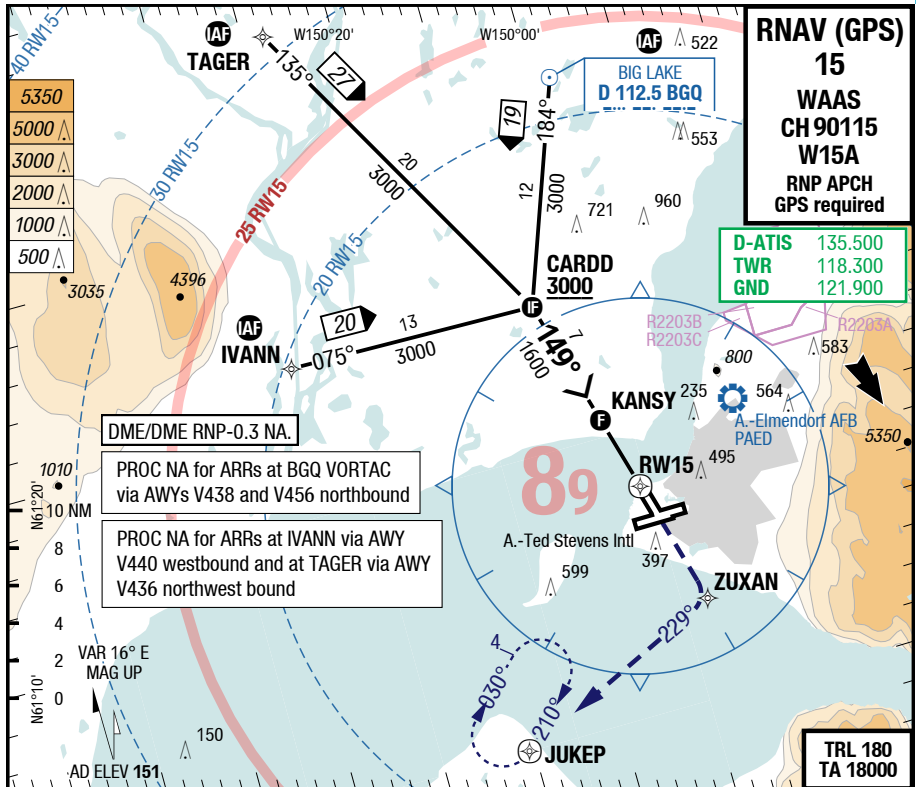 40 RW15
IAF
TAGER
W150°20'
W150°00'
IAF
522
BIG LAKE
D 112.5 BGQ
RNAV (GPS)
15
WAAS
CH 90115
W15A
RNP APCH
GPS required
5350
5000
3000
2000
1000
500
135°
27
20
3000
19
184°
12
3000
553
30 RW15
25 RW15
20 RW15
721
960
D-ATIS 135.500
TWR 118.300
GND 121.900
3035
4396
CARDD
3000
IF
R2203B
R2203C
R2203A
IAF
IVANN
20
075°
13
3000
149°
7
1600
583
800
KANSY
F
235
564
A.-Elmendorf AFB
PAED
5350
DME/DME RNP-0.3 NA.
PROC NA for ARRs at BGQ VORTAC
via AWYs V438 and V456 northbound
PROC NA for ARRs at IVANN via AWY
V440 westbound and at TAGER via AWY
V436 northwest bound
89
RW15
495
1010
N61°20'
10 NM
8
6
4
2
0
N61°10'
A.-Ted Stevens Intl
397
599
ZUXAN
229°
4
030°
210°
JUKEP
VAR 16° E
MAG UP
150
AD ELEV 151
TRL 180
TA 18000